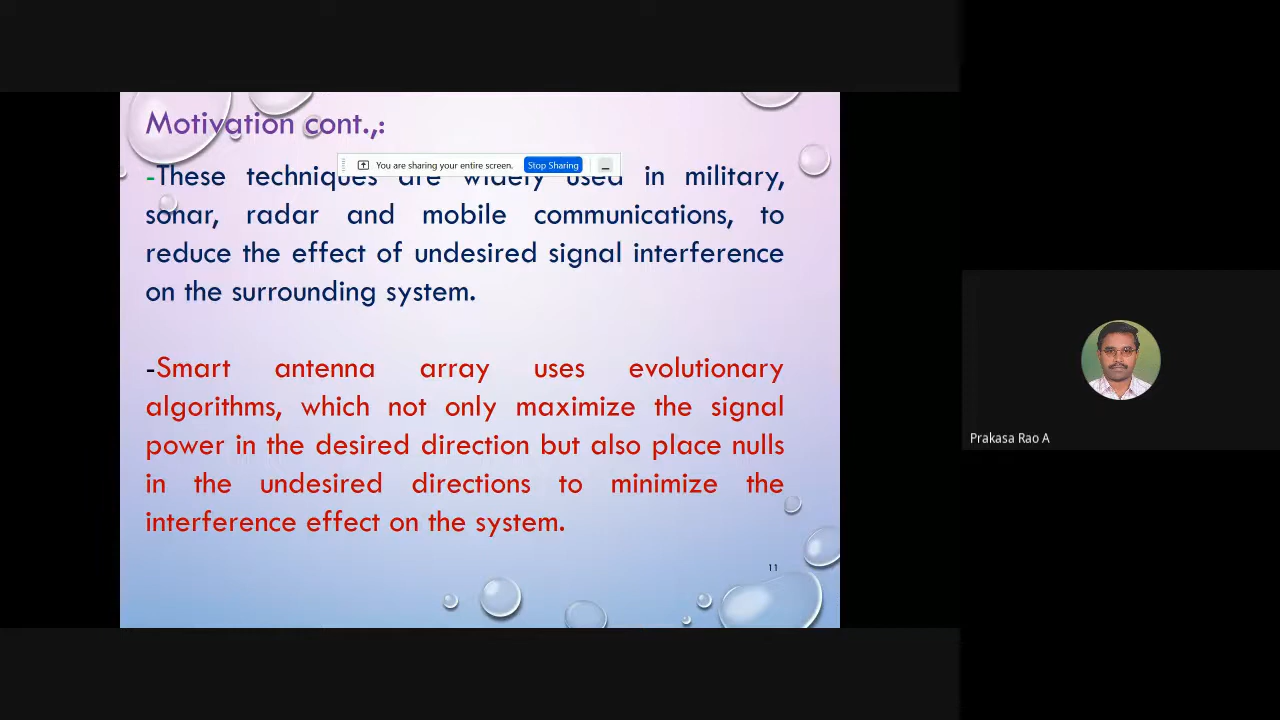 Motivation cont.,:
You are sharing your entire screen. Stop Sharing
-These techniques are widely used in military,
sonar, radar and mobile communications, to
reduce the effect of undesired signal interference
on the surrounding system.
-Smart antenna array uses evolutionary
algorithms, which not only maximize the signal
power in the desired direction but also place nulls
in the undesired directions to minimize the
interference effect on the system.
11
Prakasa Rao A